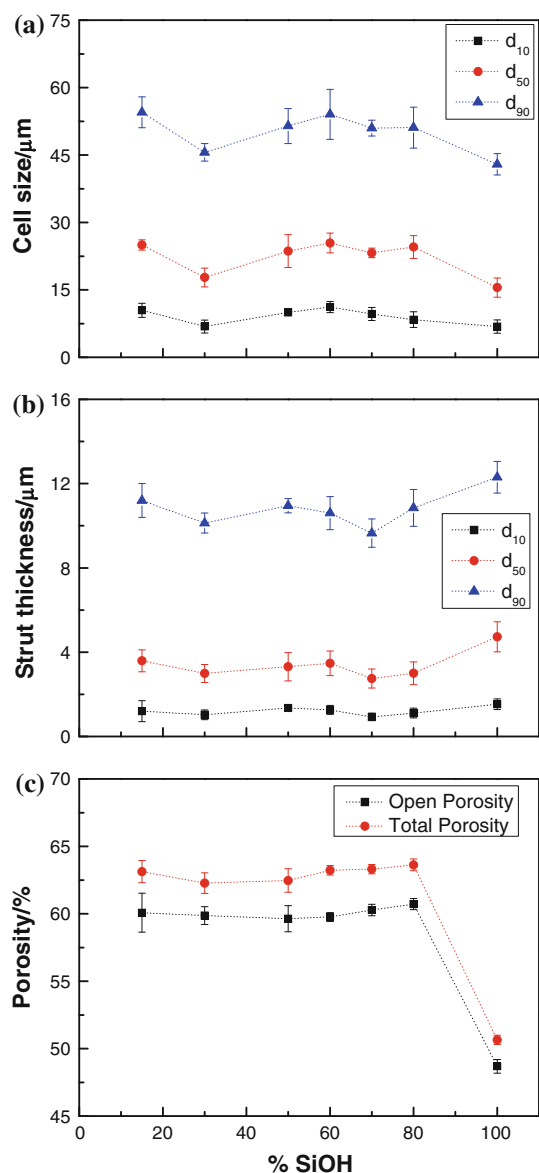 (a)
75
60
45
30
15
0
Cell size/μm
d10
d50
d90
(b)
16
12
8
4
0
Strut thickness/μm
d10
d50
d90
(c)
70
65
60
55
50
45
Porosity/%
Open Porosity
Total Porosity
0 20 40 60 80 100
% SiOH